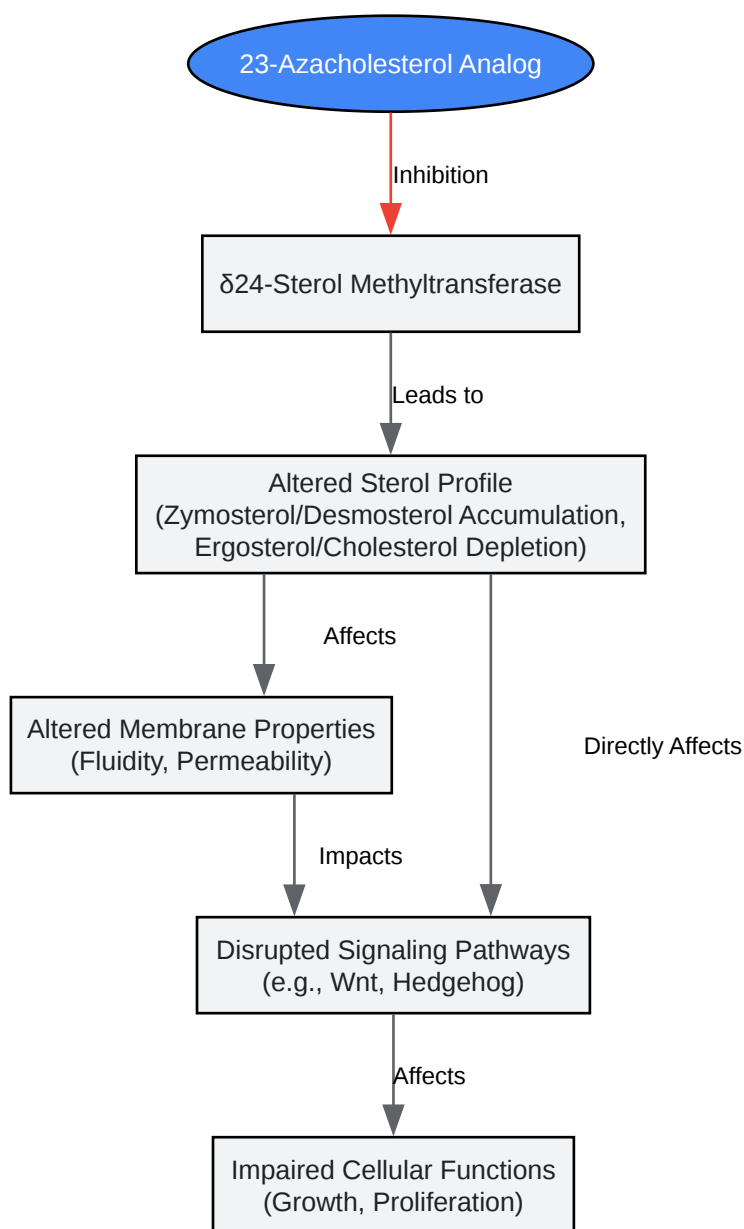 23-Azacholesterol Analog
Inhibition
δ24-Sterol Methyltransferase
Leads to
Altered Sterol Profile
(Zymosterol/Desmosterol Accumulation,
Ergosterol/Cholesterol Depletion)
Affects
Altered Membrane Properties
(Fluidity, Permeability)
Directly Affects
Impacts
Disrupted Signaling Pathways
(e.g., Wnt, Hedgehog)
Affects
Impaired Cellular Functions
(Growth, Proliferation)